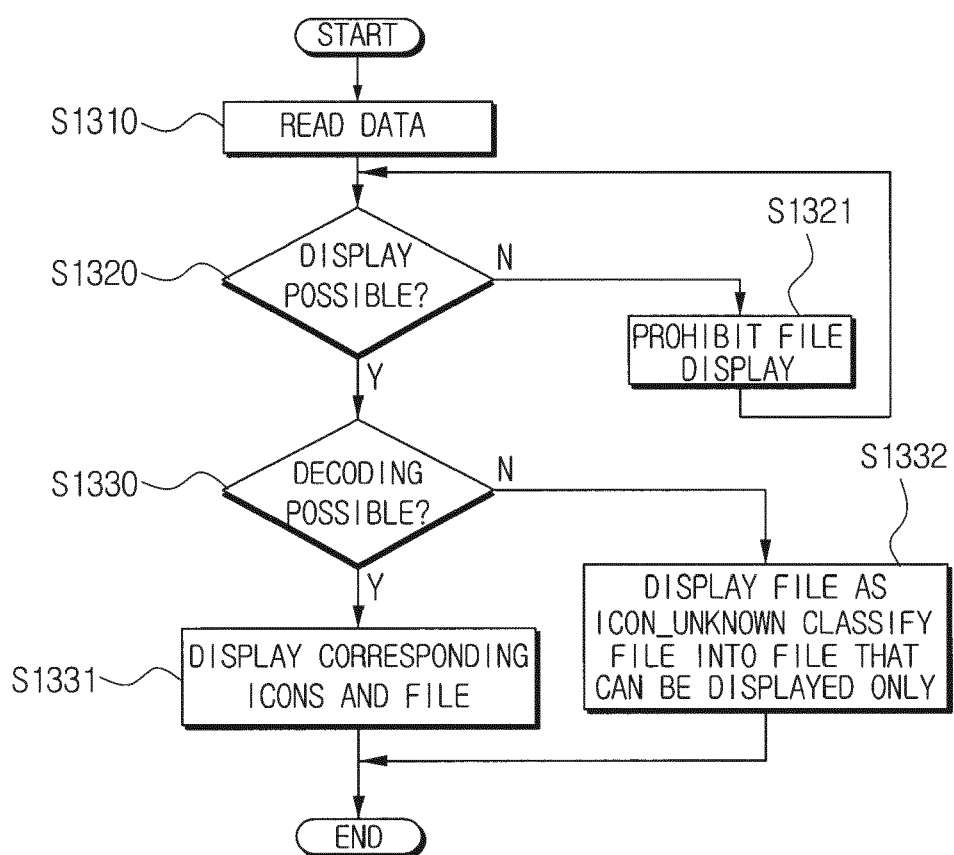 START
S1310
READ DATA
S1321
S1320
DISPLAY
POSSIBLE?
N
PROHIBIT FILE
DISPLAY
Y
S1332
S1330
DECODING
POSSIBLE?
N
Y
DISPLAY FILE AS
ICON_UNKNOWN CLASSIFY
FILE INTO FILE THAT
CAN BE DISPLAYED ONLY
S1331
DISPLAY CORRESPONDING
ICONS AND FILE
END